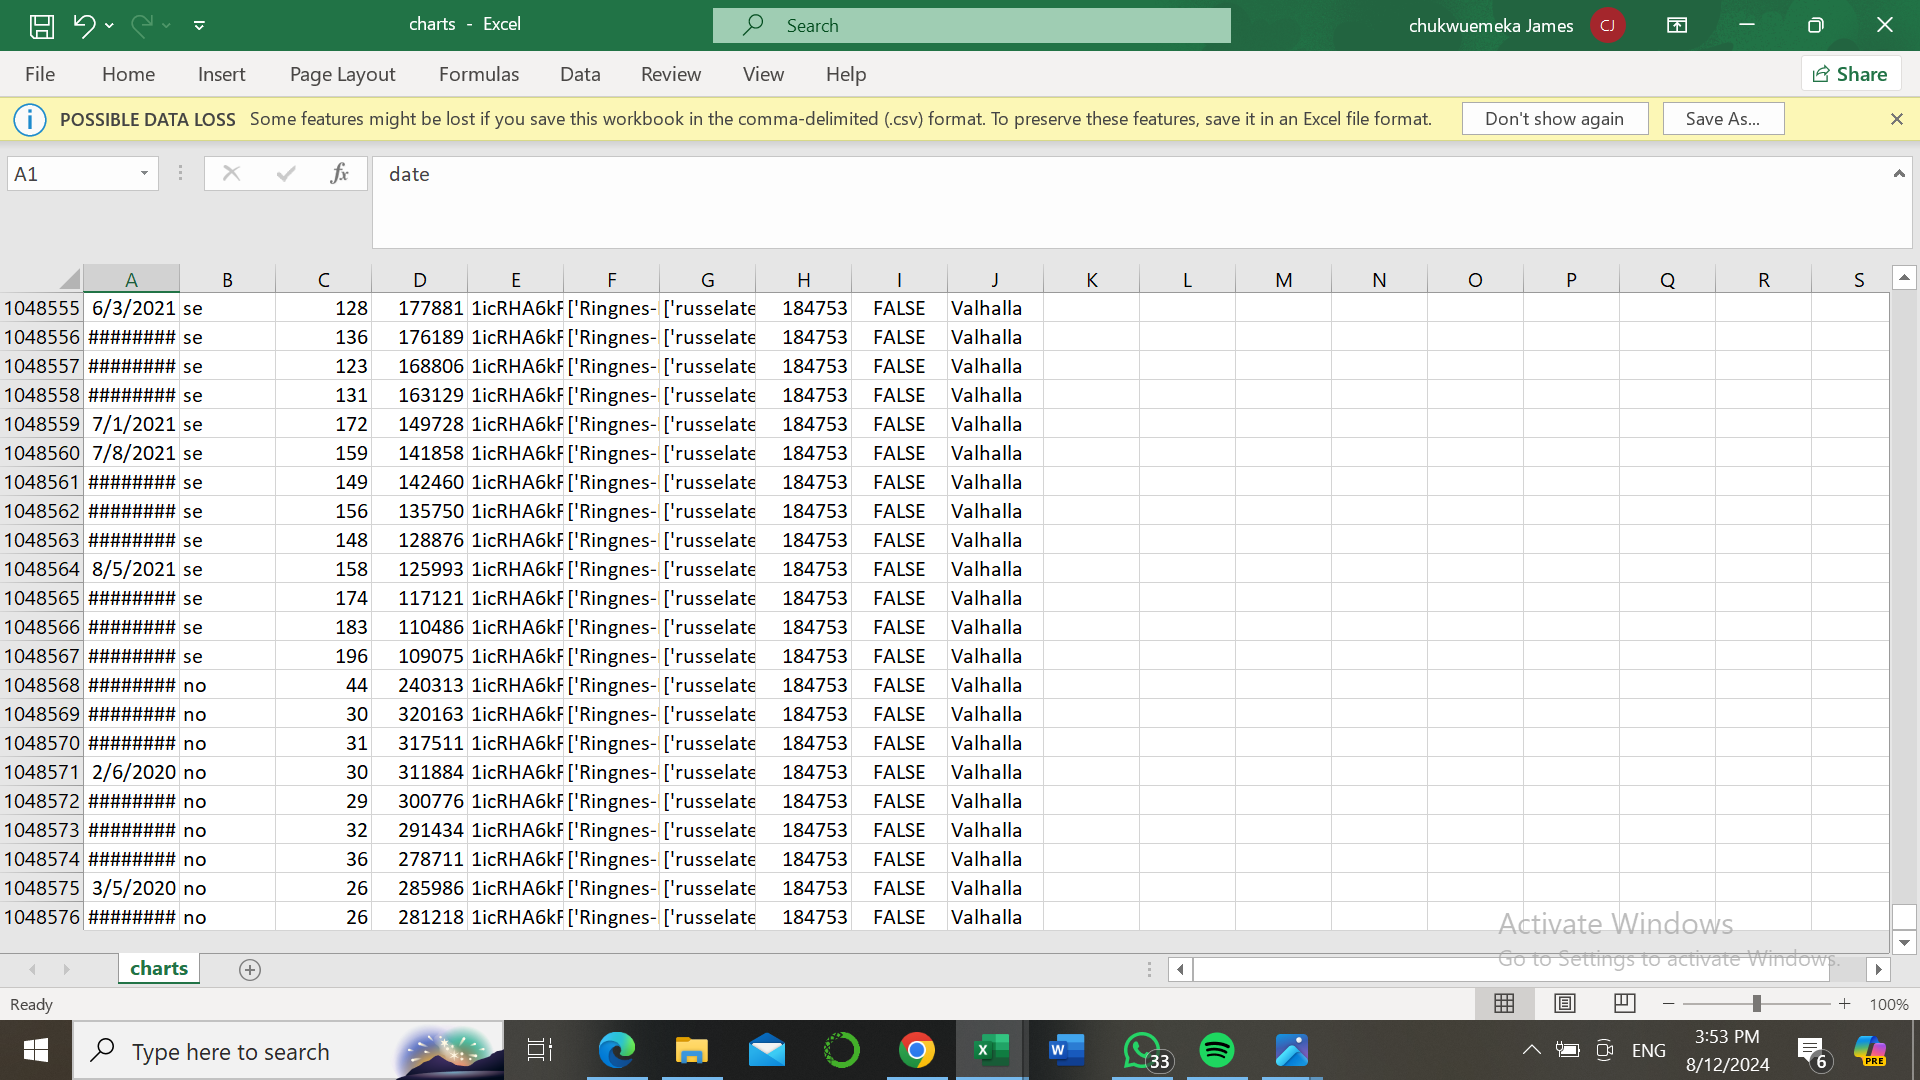 charts - Excel
Search
chukwuemeka James
CJ
File Home Insert Page Layout Formulas Data Review View Help
Share
POSSIBLE DATA LOSS Some features might be lost if you save this workbook in the comma-delimited (.csv) format. To preserve these features, save it in an Excel file format.
Don't show again
Save As...
A1
fx
date
A B C D E F G H I J K L M N O P Q R S
1048555 6/3/2021 se 128 177881 1icRHA6kF ['Ringnes- ['russelate 184753 FALSE Valhalla
1048556 ######## se 136 176189 1icRHA6kF ['Ringnes- ['russelate 184753 FALSE Valhalla
1048557 ######## se 123 168806 1icRHA6kF ['Ringnes- ['russelate 184753 FALSE Valhalla
1048558 ######## se 131 163129 1icRHA6kF ['Ringnes- ['russelate 184753 FALSE Valhalla
1048559 7/1/2021 se 172 149728 1icRHA6kF ['Ringnes- ['russelate 184753 FALSE Valhalla
1048560 7/8/2021 se 159 141858 1icRHA6kF ['Ringnes- ['russelate 184753 FALSE Valhalla
1048561 ######## se 149 142460 1icRHA6kF ['Ringnes- ['russelate 184753 FALSE Valhalla
1048562 ######## se 156 135750 1icRHA6kF ['Ringnes- ['russelate 184753 FALSE Valhalla
1048563 ######## se 148 128876 1icRHA6kF ['Ringnes- ['russelate 184753 FALSE Valhalla
1048564 8/5/2021 se 158 125993 1icRHA6kF ['Ringnes- ['russelate 184753 FALSE Valhalla
1048565 ######## se 174 117121 1icRHA6kF ['Ringnes- ['russelate 184753 FALSE Valhalla
1048566 ######## se 183 110486 1icRHA6kF ['Ringnes- ['russelate 184753 FALSE Valhalla
1048567 ######## se 196 109075 1icRHA6kF ['Ringnes- ['russelate 184753 FALSE Valhalla
1048568 ######## no 44 240313 1icRHA6kF ['Ringnes- ['russelate 184753 FALSE Valhalla
1048569 ######## no 30 320163 1icRHA6kF ['Ringnes- ['russelate 184753 FALSE Valhalla
1048570 ######## no 31 317511 1icRHA6kF ['Ringnes- ['russelate 184753 FALSE Valhalla
1048571 2/6/2020 no 30 311884 1icRHA6kF ['Ringnes- ['russelate 184753 FALSE Valhalla
1048572 ######## no 29 300776 1icRHA6kF ['Ringnes- ['russelate 184753 FALSE Valhalla
1048573 ######## no 32 291434 1icRHA6kF ['Ringnes- ['russelate 184753 FALSE Valhalla
1048574 ######## no 36 278711 1icRHA6kF ['Ringnes- ['russelate 184753 FALSE Valhalla
1048575 3/5/2020 no 26 285986 1icRHA6kF ['Ringnes- ['russelate 184753 FALSE Valhalla
1048576 ######## no 26 281218 1icRHA6kF ['Ringnes- ['russelate 184753 FALSE Valhalla
Activate Windows
Go to Settings to activate Windows.
charts
Ready
100%
Type here to search
X
W
33
ENG
3:53 PM
8/12/2024
6
PRE